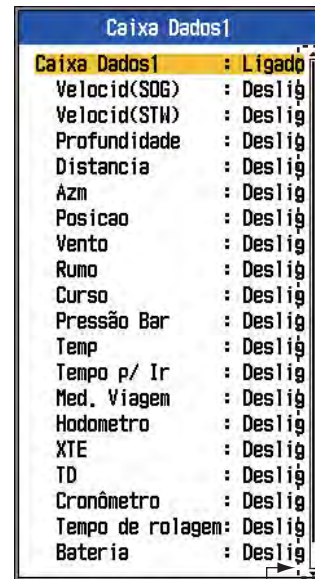 Caixa Dados1
Caixa Dados1 : Ligado
Velocid(SOG) : Deslig
Velocid(STW) : Deslig
Profundidade : Deslig
Distancia : Deslig
Azm : Deslig
Posicao : Deslig
Vento : Deslig
Rumo : Deslig
Curso : Deslig
Pressão Bar : Deslig
Temp : Deslig
Tempo p/ Ir : Deslig
Med. Viagem : Deslig
Hodometro : Deslig
XTE : Deslig
TD : Deslig
Cronômetro : Deslig
Tempo de rolagem: Deslig
Bateria : Deslig